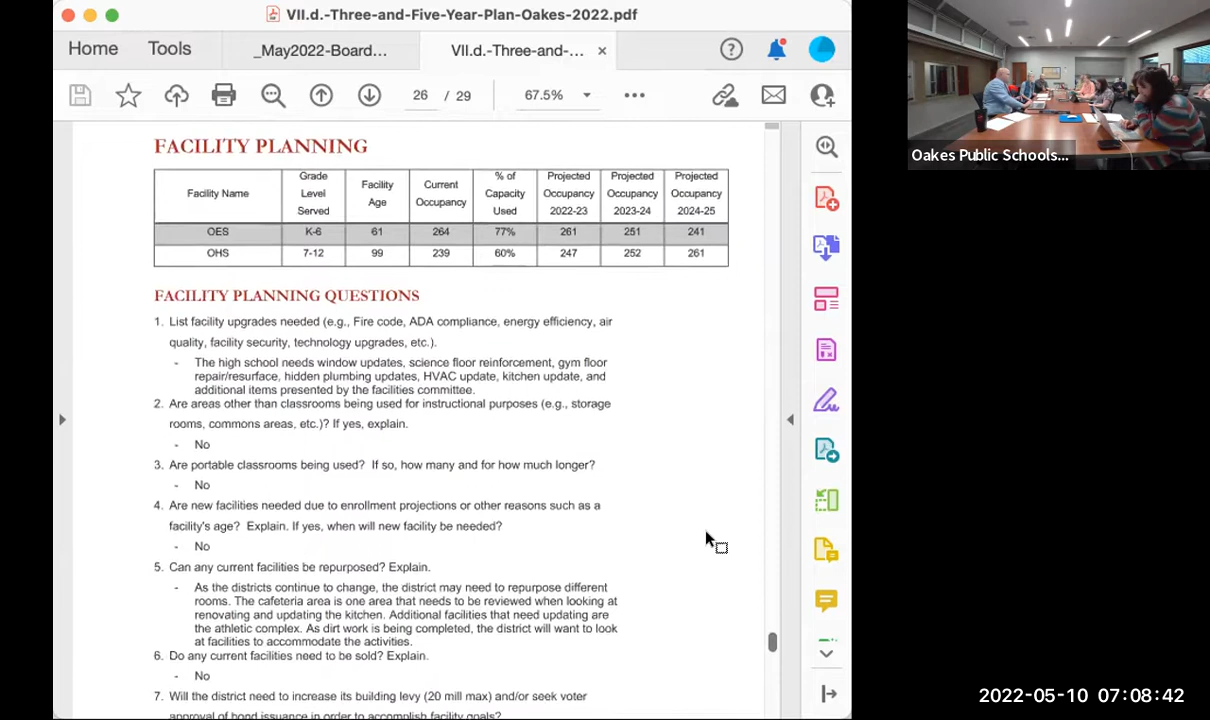 VII.d.-Three-and-Five-Year-Plan-Oakes-2022.pdf
Home Tools _May2022-Board... VII.d.-Three-and-... ×
26 / 29 67.5%
FACILITY PLANNING
Facility Name Grade Level Served Facility Age Current Occupancy % of Capacity Used Projected Occupancy 2022-23 Projected Occupancy 2023-24 Projected Occupancy 2024-25
OES K-6 61 264 77% 261 251 241
OHS 7-12 99 239 60% 247 252 261
FACILITY PLANNING QUESTIONS
1. List facility upgrades needed (e.g., Fire code, ADA compliance, energy efficiency, air
quality, facility security, technology upgrades, etc.).
- The high school needs window updates, science floor reinforcement, gym floor
repair/resurface, hidden plumbing updates, HVAC update, kitchen update, and
additional items presented by the facilities committee.
2. Are areas other than classrooms being used for instructional purposes (e.g., storage
rooms, commons areas, etc.)? If yes, explain.
- No
3. Are portable classrooms being used? If so, how many and for how much longer?
- No
4. Are new facilities needed due to enrollment projections or other reasons such as a
facility's age? Explain. If yes, when will new facility be needed?
- No
5. Can any current facilities be repurposed? Explain.
- As the districts continue to change, the district may need to repurpose different
rooms. The cafeteria area is one area that needs to be reviewed when looking at
renovating and updating the kitchen. Additional facilities that need updating are
the athletic complex. As dirt work is being completed, the district will want to look
at facilities to accommodate the activities.
6. Do any current facilities need to be sold? Explain.
- No
7. Will the district need to increase its building levy (20 mill max) and/or seek voter
approval of bond issuance in order to accomplish facility goals?
Oakes Public Schools...
2022-05-10 07:08:42